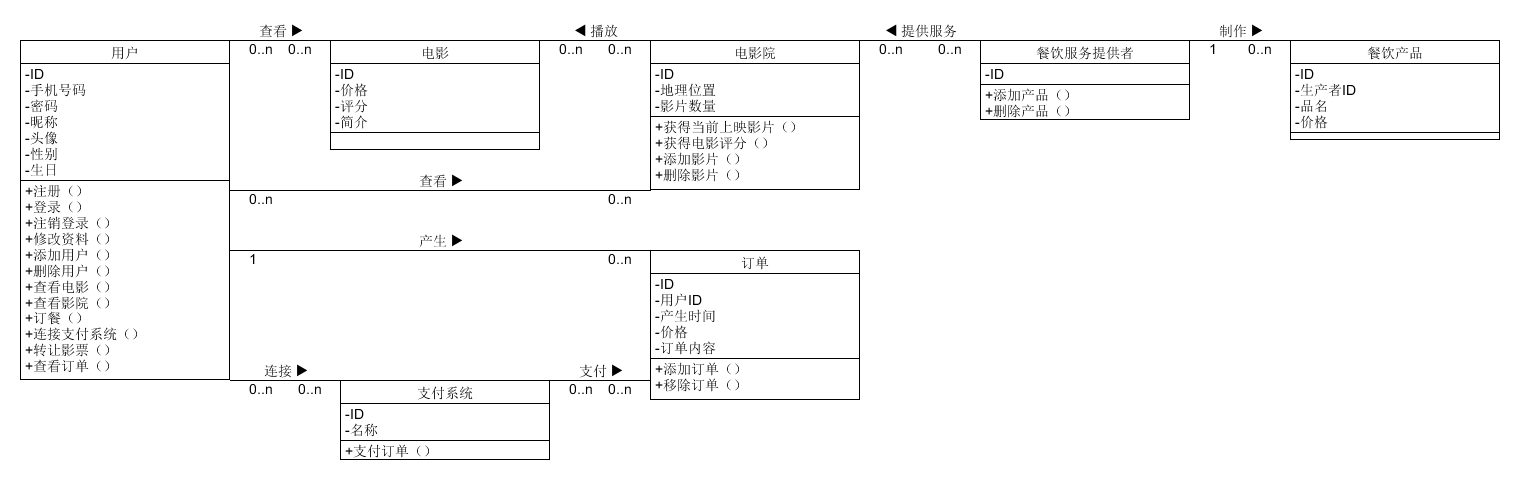 查看 ▶
◀ 播放
◀ 提供服务
制作 ▶
用户
0..n 0..n
电影
0..n 0..n
电影院
0..n 0..n
餐饮服务提供者
1 0..n
餐饮产品
-ID
-手机号码
-密码
-昵称
-头像
-性别
-生日
+注册（）
+登录（）
+注销登录（）
+修改资料（）
+添加用户（）
+删除用户（）
+查看电影（）
+查看影院（）
+订餐（）
+连接支付系统（）
+转让影票（）
+查看订单（）
-ID
-价格
-评分
-简介
-ID
-地理位置
-影片数量
+获得当前上映影片（）
+获得电影评分（）
+添加影片（）
+删除影片（）
-ID
+添加产品（）
+删除产品（）
-ID
-生产者ID
-品名
-价格
查看 ▶
0..n 0..n
产生 ▶
1 0..n
订单
-ID
-用户ID
-产生时间
-价格
-订单内容
+添加订单（）
+移除订单（）
连接 ▶
支付 ▶
0..n 0..n
支付系统
0..n 0..n
-ID
-名称
+支付订单（）